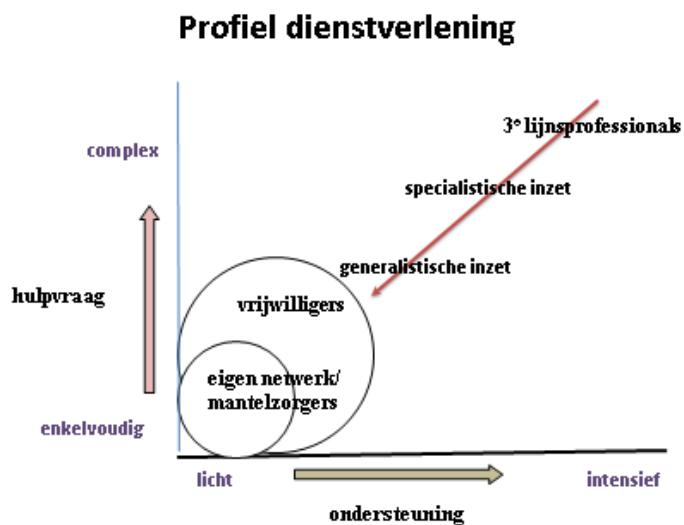 Profiel dienstverlening
3e lijnsprofessionals
complex
specialistische inzet
generalistische inzet
hulpvraag
vrijwilligers
eigen netwerk/
mantelzorgers
enkelvoudig
licht
intensief
ondersteuning